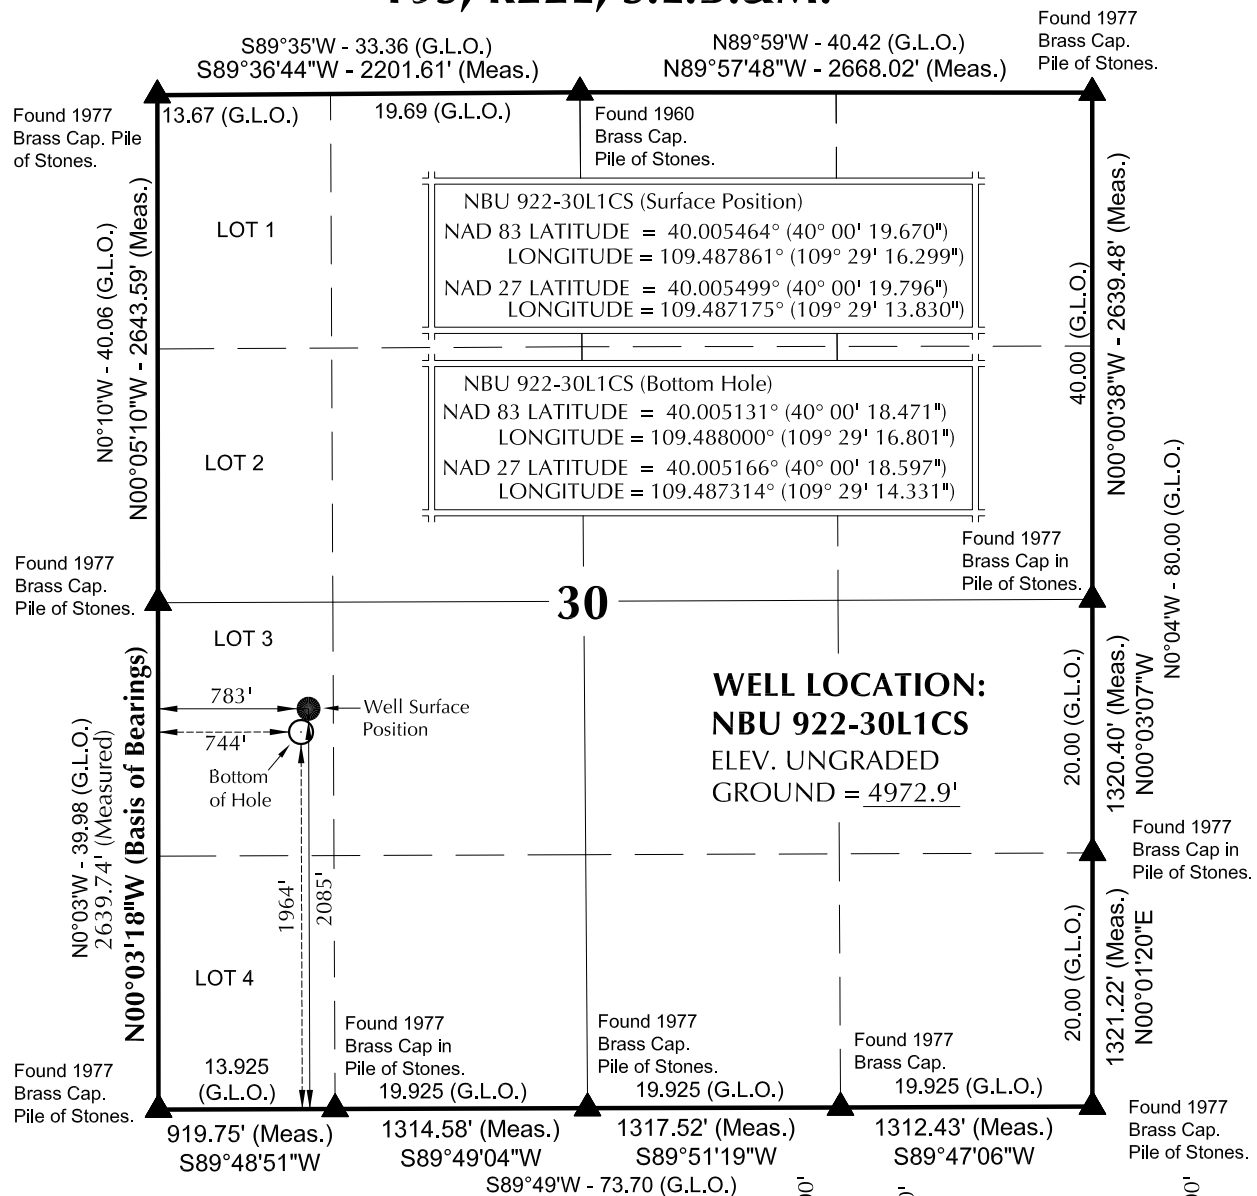 T9S, R22E, S.L.B.&M.
S89°35'W - 33.36 (G.L.O.)
S89°36'44"W - 2201.61' (Meas.)
N89°59'W - 40.42 (G.L.O.)
N89°57'48"W - 2668.02' (Meas.)
Found 1977
Brass Cap.
Pile of Stones.
Found 1977
Brass Cap. Pile
of Stones.
13.67 (G.L.O.)
19.69 (G.L.O.)
Found 1960
Brass Cap.
Pile of Stones.
LOT 1
NBU 922-30L1CS (Surface Position)
NAD 83 LATITUDE = 40.005464° (40° 00' 19.670")
LONGITUDE = 109.487861° (109° 29' 16.299")
NAD 27 LATITUDE = 40.005499° (40° 00' 19.796")
LONGITUDE = 109.487175° (109° 29' 13.830")
N0°10'W - 40.06 (G.L.O.)
N00°05'10"W - 2643.59' (Meas.)
40.00 (G.L.O.)
N00°00'38"W - 2639.48' (Meas.)
NBU 922-30L1CS (Bottom Hole)
NAD 83 LATITUDE = 40.005131° (40° 00' 18.471")
LONGITUDE = 109.488000° (109° 29' 16.801")
NAD 27 LATITUDE = 40.005166° (40° 00' 18.597")
LONGITUDE = 109.487314° (109° 29' 14.331")
LOT 2
N0°04'W - 80.00 (G.L.O.)
Found 1977
Brass Cap.
Pile of Stones.
Found 1977
Brass Cap in
Pile of Stones.
30
LOT 3
783'
Well Surface
Position
744'
Bottom
of Hole
WELL LOCATION:
NBU 922-30L1CS
ELEV. UNGRADED
GROUND = 4972.9'
N0°03'W - 39.98 (G.L.O.)
2639.74' (Measured)
N00°03'18"W (Basis of Bearings)
20.00 (G.L.O.)
1320.40' (Meas.)
N00°03'07"W
Found 1977
Brass Cap in
Pile of Stones.
1964'
2085'
LOT 4
20.00 (G.L.O.)
1321.22' (Meas.)
N00°01'20"E
Found 1977
Brass Cap.
Pile of Stones.
13.925
(G.L.O.)
Found 1977
Brass Cap in
Pile of Stones.
19.925 (G.L.O.)
Found 1977
Brass Cap.
Pile of Stones.
19.925 (G.L.O.)
Found 1977
Brass Cap.
19.925 (G.L.O.)
Found 1977
Brass Cap.
Pile of Stones.
919.75' (Meas.)
S89°48'51"W
1314.58' (Meas.)
S89°49'04"W
1317.52' (Meas.)
S89°51'19"W
1312.43' (Meas.)
S89°47'06"W
S89°49'W - 73.70 (G.L.O.)